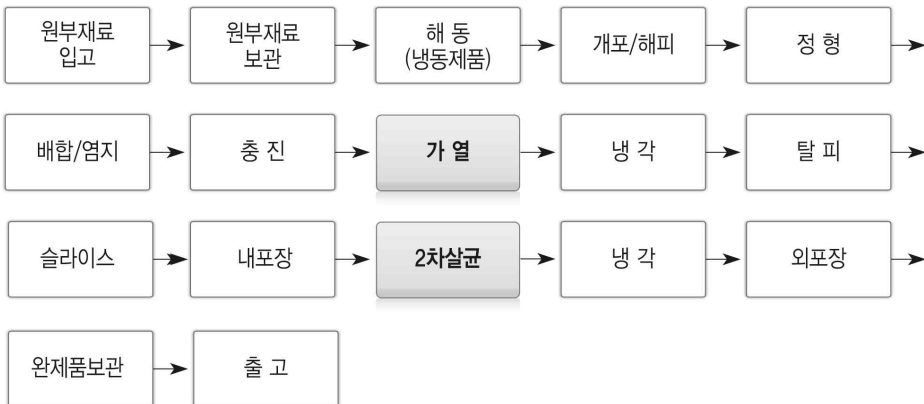 원부재료
입고
원부재료
보관
해 동
(냉동제품)
개포/해피
정 형
배합/염지
충 진
가 열
냉 각
탈 피
슬라이스
내포장
2차살균
냉 각
외포장
완제품보관
출 고